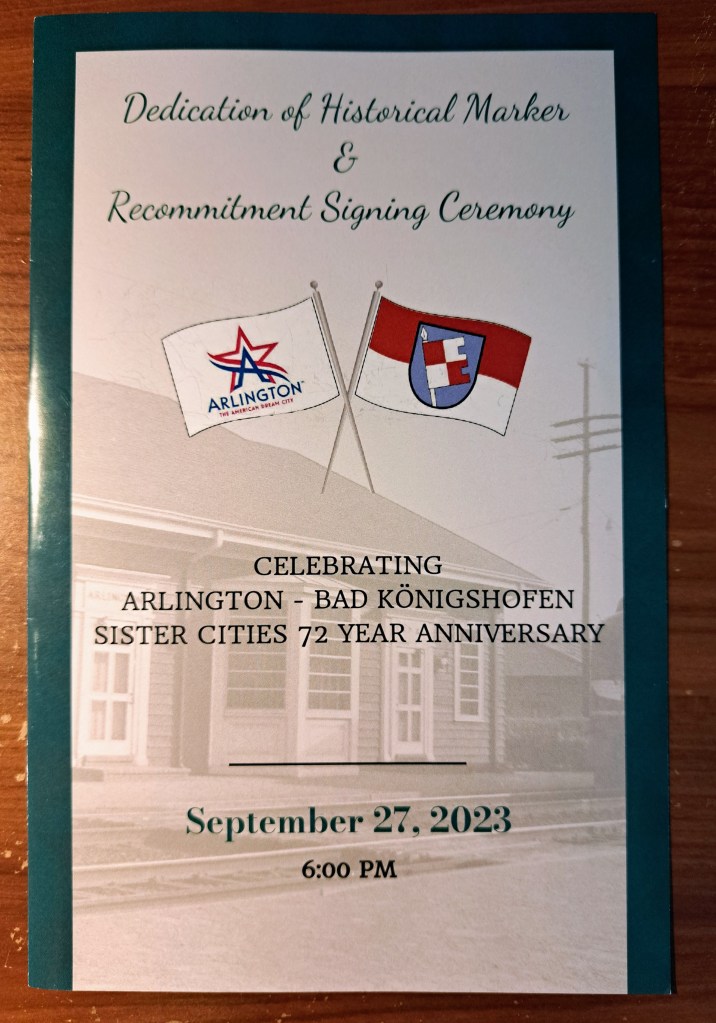 Dedication of Historical Marker
&
Recommitment Signing Ceremony
ARLINGTON™
THE AMERICAN DREAM CITY
CELEBRATING
ARLINGTON - BAD KÖNIGSHOFEN
SISTER CITIES 72 YEAR ANNIVERSARY
September 27, 2023
6:00 PM